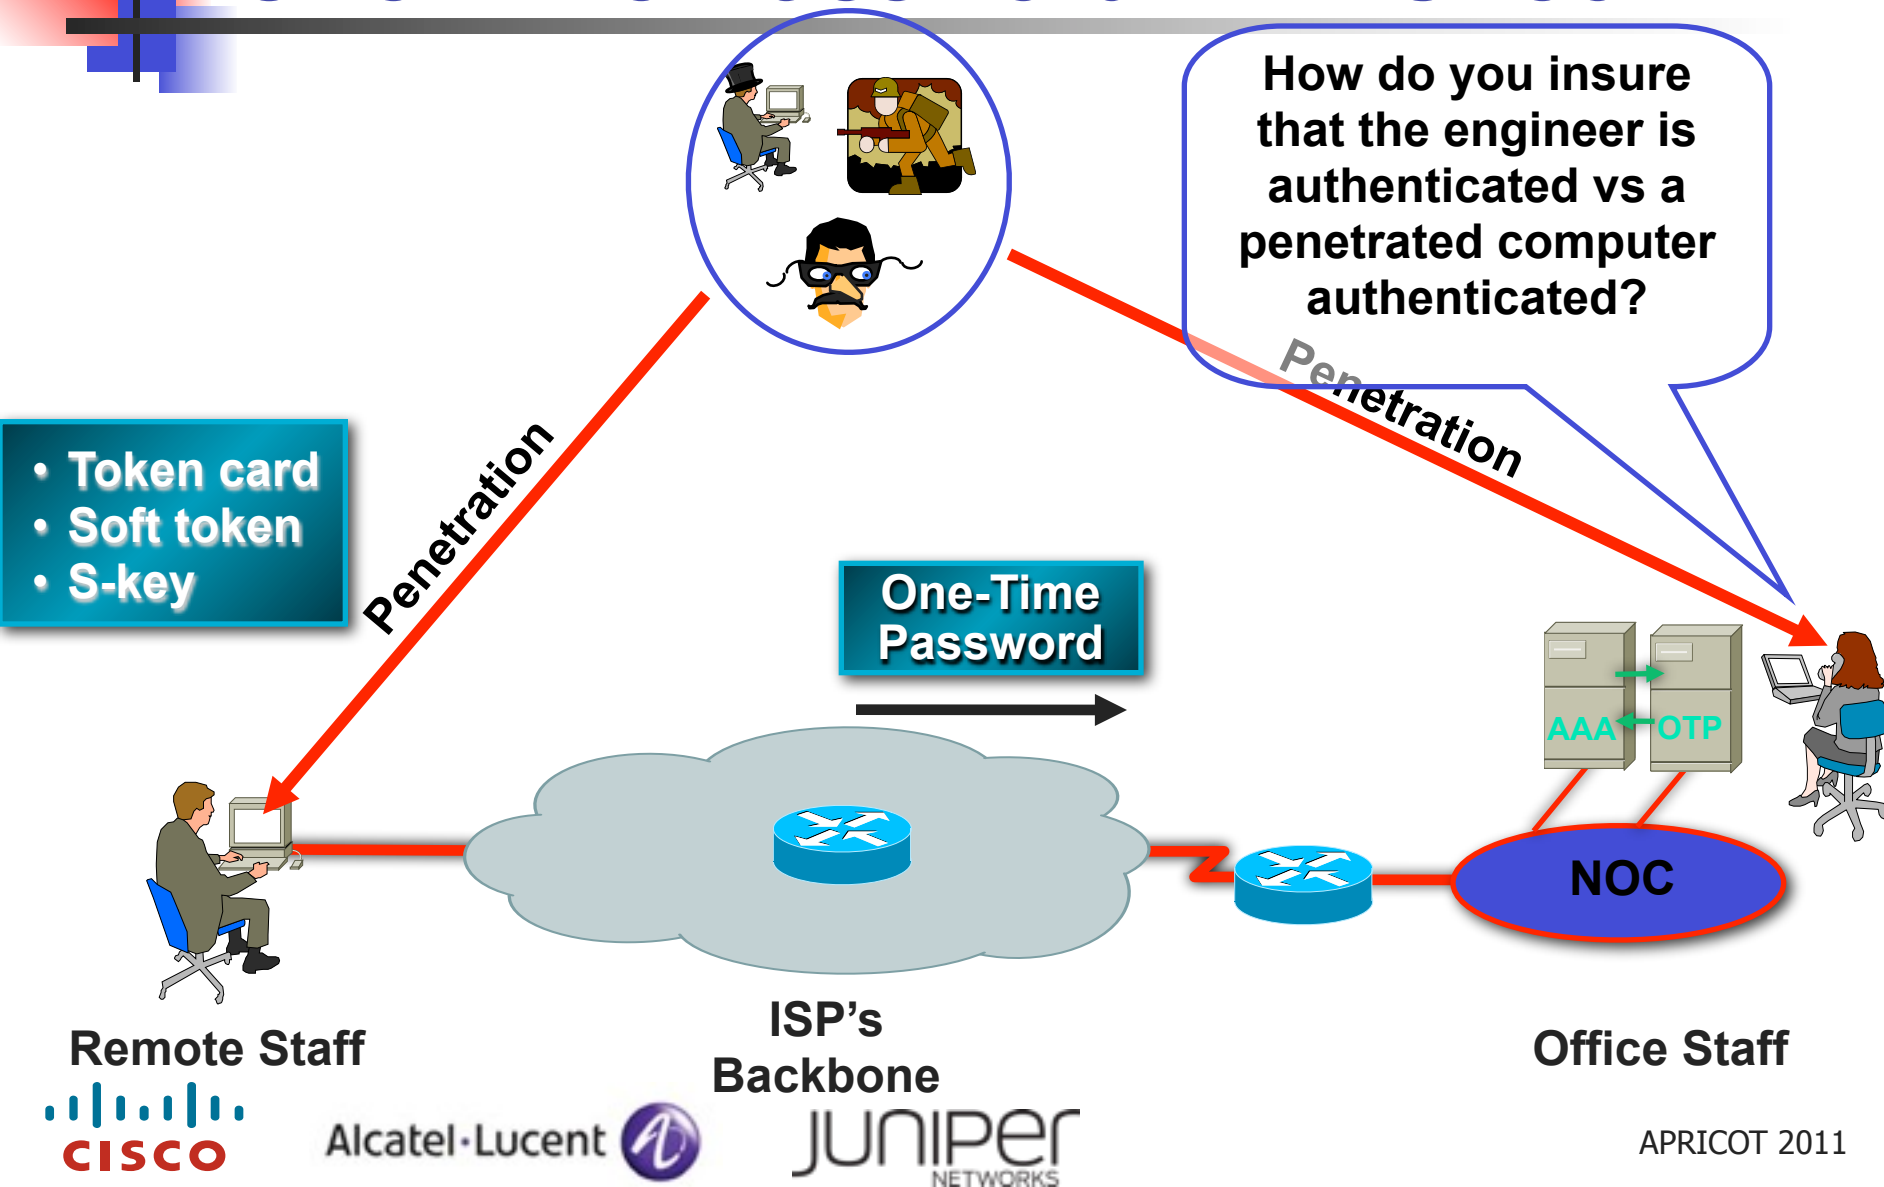 How do you insure
that the engineer is
authenticated vs a
penetrated computer
authenticated?
Penetration
Penetration
• Token card
• Soft token
• S-key
One-Time
Password
AAA
OTP
NOC
Remote Staff
ISP’s
Backbone
Office Staff
CISCO
Alcatel·Lucent
JUNIPER
NETWORKS
APRICOT 2011